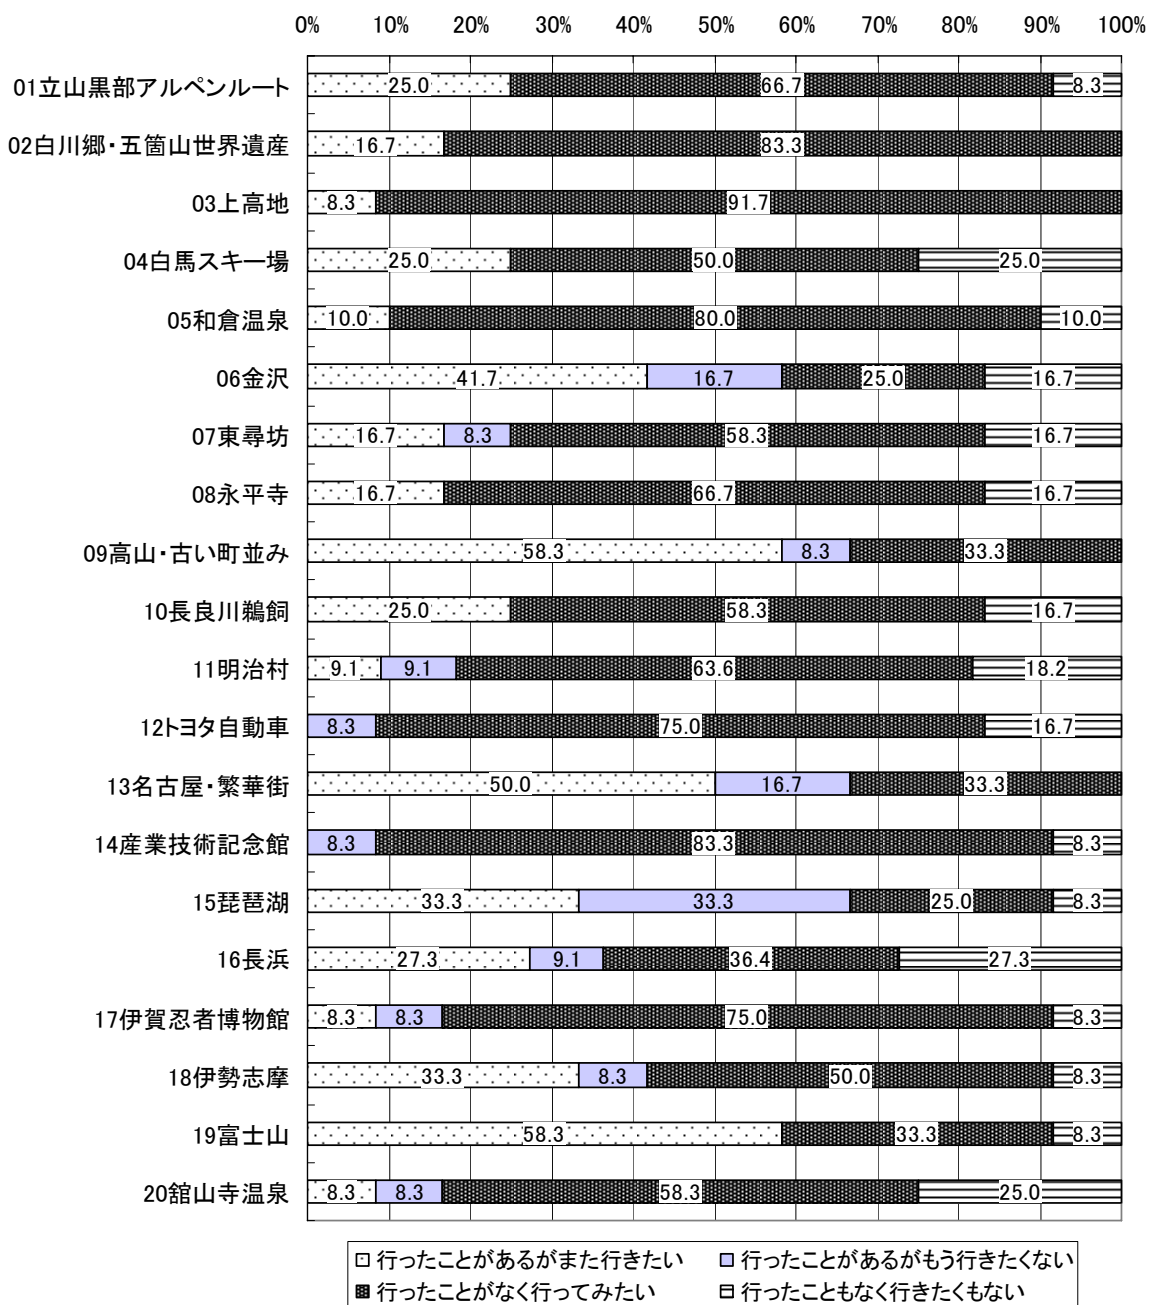 0% 10% 20% 30% 40% 50% 60% 70% 80% 90% 100%
01立山黒部アルペンルート 25.0 66.7 8.3
02白川郷・五箇山世界遺産 16.7 83.3
03上高地 8.3 91.7
04白馬スキー場 25.0 50.0 25.0
05和倉温泉 10.0 80.0 10.0
06金沢 41.7 16.7 25.0 16.7
07東尋坊 16.7 8.3 58.3 16.7
08永平寺 16.7 66.7 16.7
09高山・古い町並み 58.3 8.3 33.3
10長良川鵜飼 25.0 58.3 16.7
11明治村 9.1 9.1 63.6 18.2
12トヨタ自動車 8.3 75.0 16.7
13名古屋・繁華街 50.0 16.7 33.3
14産業技術記念館 8.3 83.3 8.3
15琵琶湖 33.3 33.3 25.0 8.3
16長浜 27.3 9.1 36.4 27.3
17伊賀忍者博物館 8.3 8.3 75.0 8.3
18伊勢志摩 33.3 8.3 50.0 8.3
19富士山 58.3 33.3 8.3
20舘山寺温泉 8.3 8.3 58.3 25.0
行ったことがあるがまた行きたい 行ったことがあるがもう行きたくない
行ったことがなく行ってみたい 行ったこともなく行きたくもない